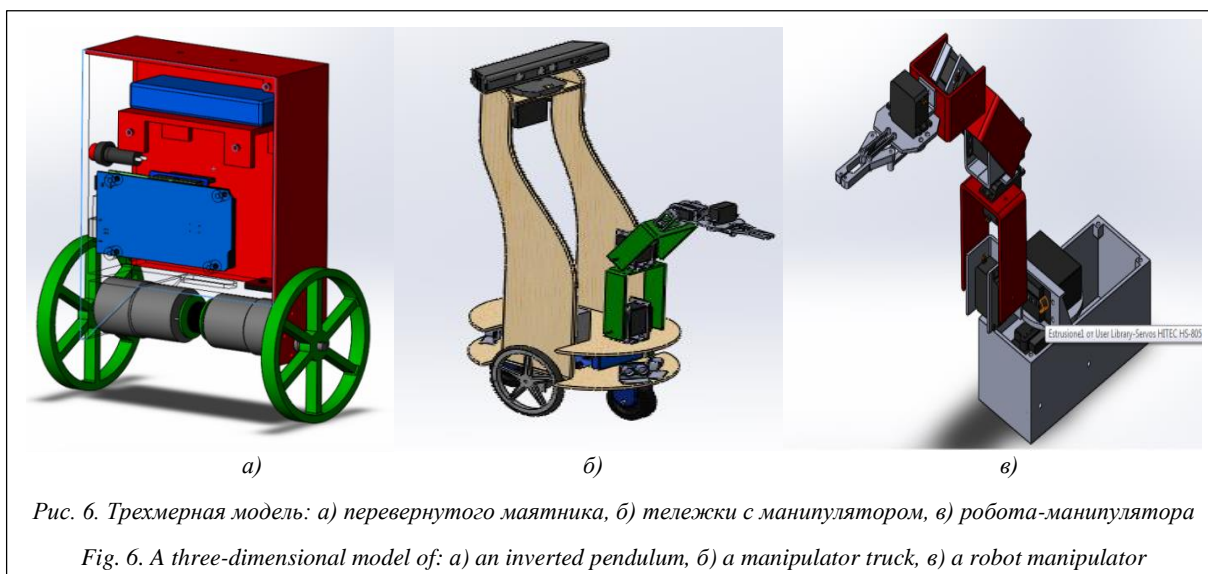 Estrusione1 от User Library-Servos HITEC HS-805
а)
б)
в)
Рис. 6. Трехмерная модель: а) перевернутого маятника, б) тележки с манипулятором, в) робота-манипулятора
Fig. 6. A three-dimensional model of: а) an inverted pendulum, б) a manipulator truck, в) a robot manipulator